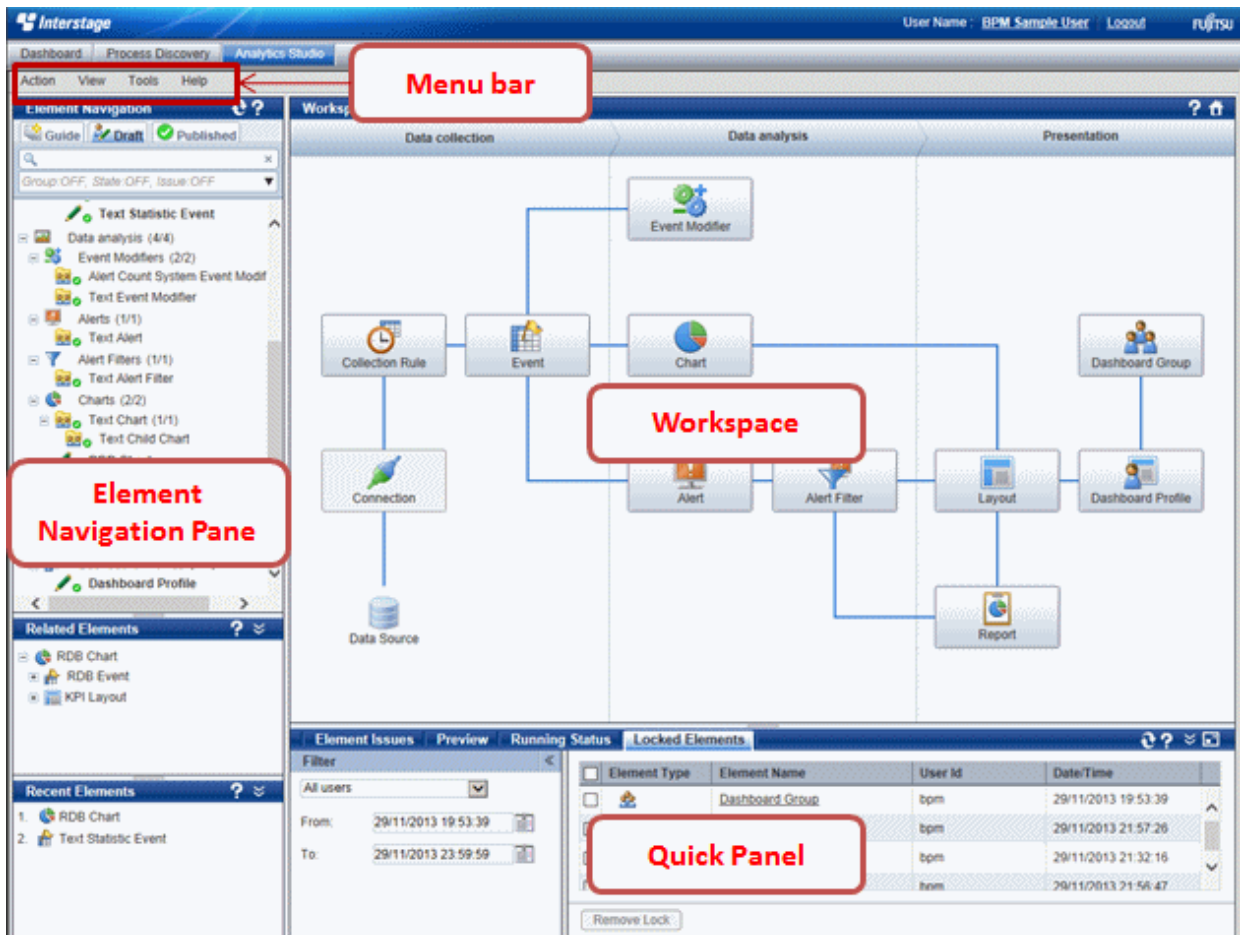 Interstage
User Name : BPM Sample User Logout FUJITSU
Dashboard Process Discovery Analytics Studio
Action View Tools Help
Menu bar
Element Navigation
Guide Draft Published
Group:OFF, State:OFF, Issue:OFF
Text Statistic Event
Data analysis (4/4)
Event Modifiers (2/2)
Alert Count System Event Modif
Text Event Modifier
Alerts (1/1)
Text Alert
Alert Filters (1/1)
Text Alert Filter
Charts (2/2)
Text Chart (1/1)
Text Child Chart
Element
Navigation Pane
Dashboard Profile
Related Elements
RDB Chart
RDB Event
KPI Layout
Recent Elements
1. RDB Chart
2. Text Statistic Event
Data collection Data analysis Presentation
Event Modifier
Collection Rule Event Chart Dashboard Group
Workspace
Connection Alert Alert Filter Layout Dashboard Profile
Data Source Report
Element Issues Preview Running Status Locked Elements
Filter
All users
From: 29/11/2013 19:53:39
To: 29/11/2013 23:59:59
Element Type Element Name User Id Date/Time
Dashboard Group bpm 29/11/2013 19:53:39
bpm 29/11/2013 21:57:26
bpm 29/11/2013 21:32:16
bpm 29/11/2013 21:56:47
Quick Panel
Remove Lock